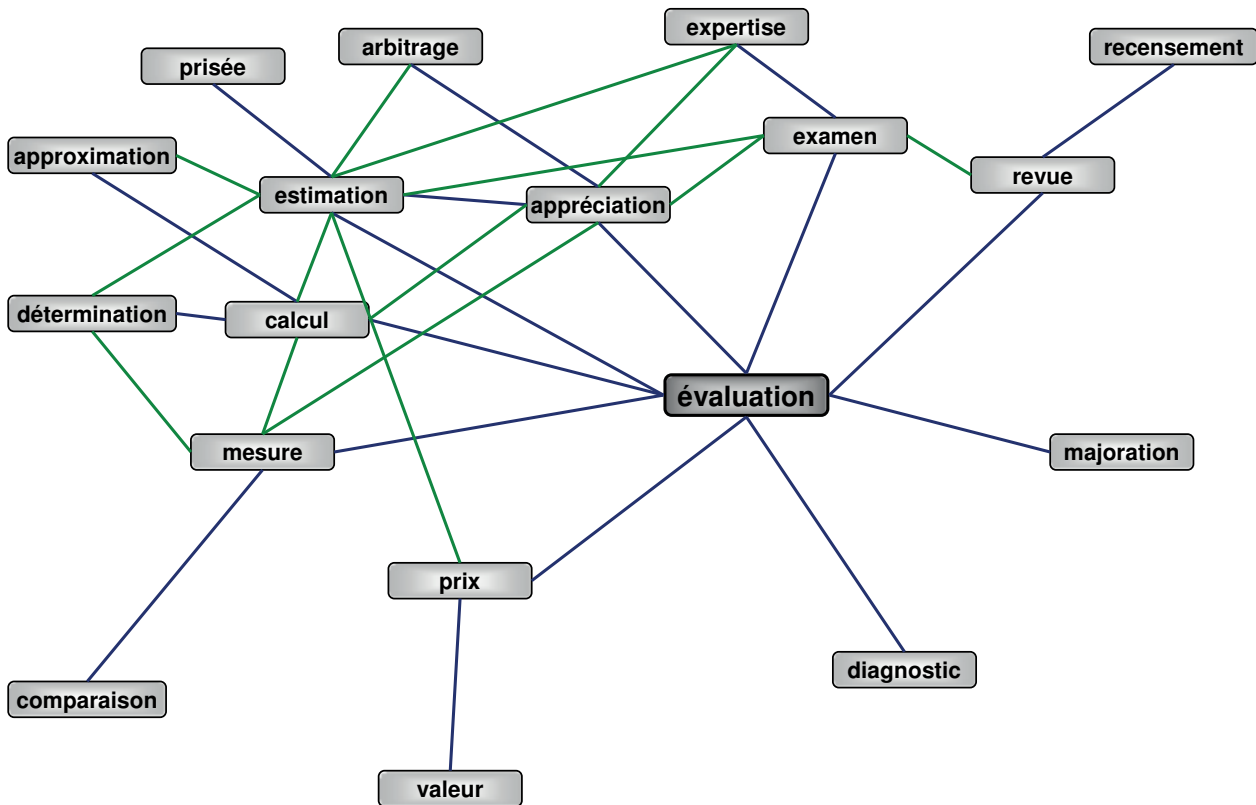 expertise
arbitrage
recensement
prisée
examen
approximation
revue
estimation
appréciation
détermination
calcul
évaluation
mesure
majoration
prix
diagnostic
comparaison
valeur